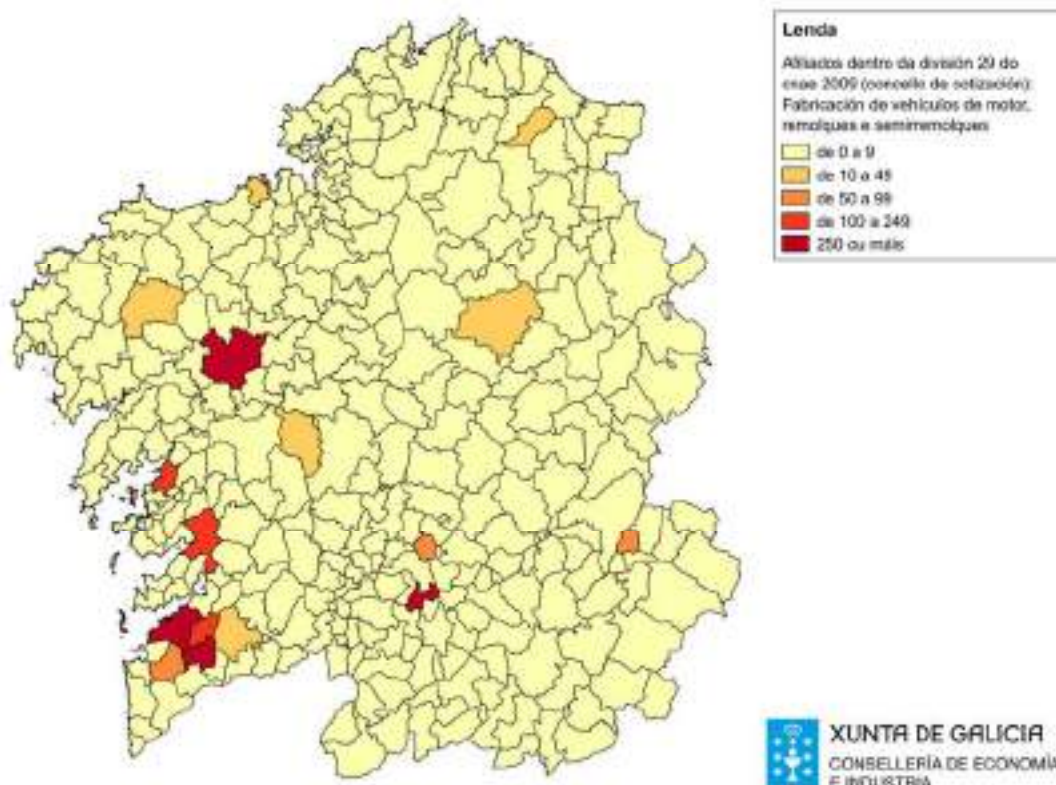 Lenda
Afiliados dentro da división 29 do
cnae 2009 (concello de cotización):
Fabricación de vehículos de motor,
remolques e semirremolques
de 0 a 9
de 10 a 49
de 50 a 99
de 100 a 249
250 ou máis
XUNTA DE GALICIA
CONSELLERÍA DE ECONOMÍA
E INDUSTRIA